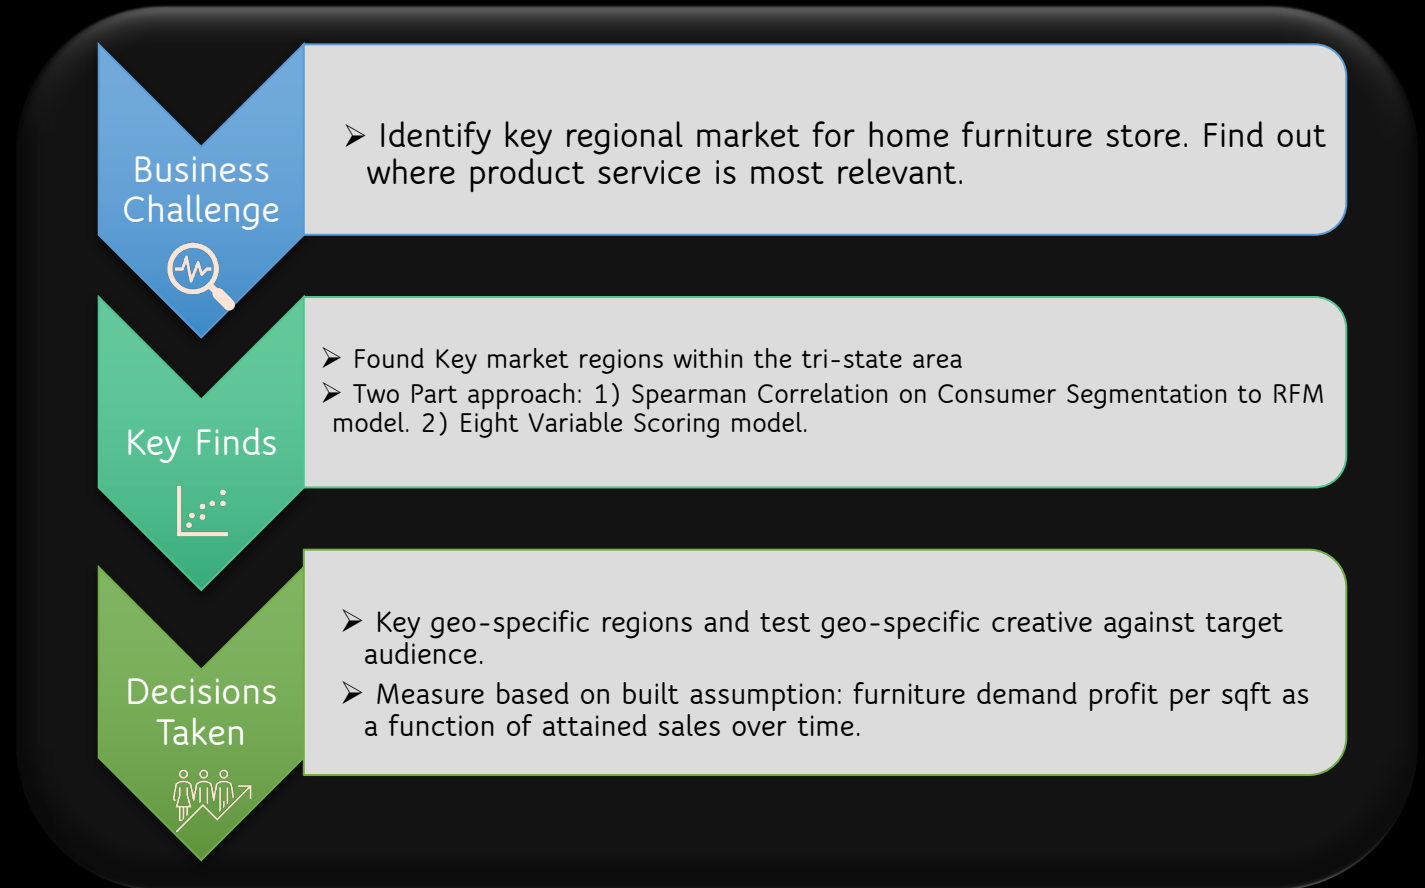 Business
Challenge
➢ Identify key regional market for home furniture store. Find out
where product service is most relevant.
Key Finds
➢ Found Key market regions within the tri-state area
➢ Two Part approach: 1) Spearman Correlation on Consumer Segmentation to RFM
model. 2) Eight Variable Scoring model.
Decisions
Taken
➢ Key geo-specific regions and test geo-specific creative against target
audience.
➢ Measure based on built assumption: furniture demand profit per sqft as
a function of attained sales over time.